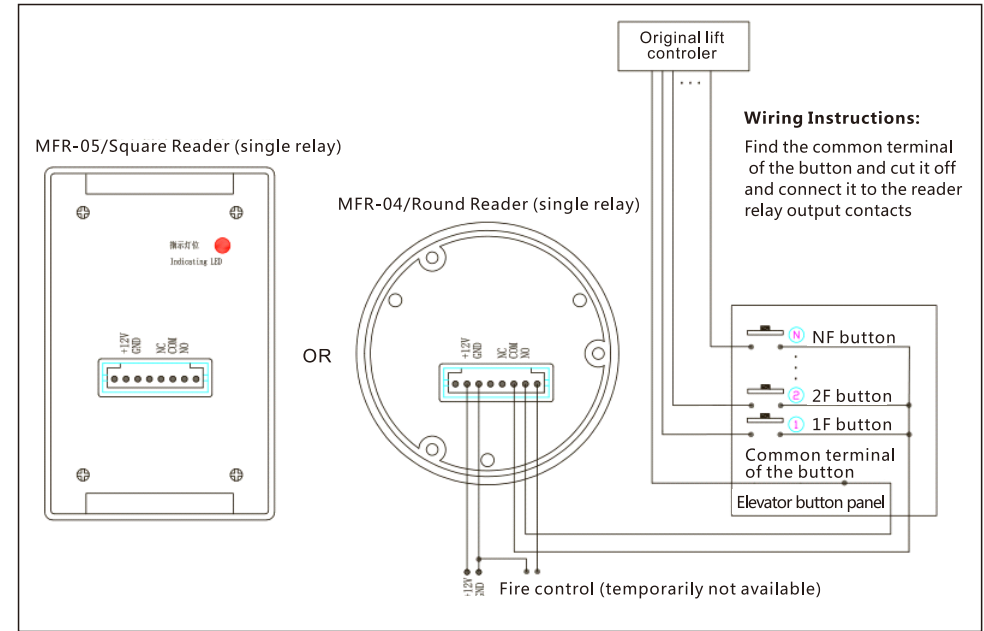 Original lift
controler
...
Wiring Instructions:
Find the common terminal
of the button and cut it off
and connect it to the reader
relay output contacts
MFR-05/Square Reader (single relay)
指示灯位
Indicating LED
+12V
GND
NC
COM
NO
OR
MFR-04/Round Reader (single relay)
+12V
GND
NC
COM
NO
N NF button
2 2F button
1 1F button
Common terminal
of the button
Elevator button panel
+12V
GND
Fire control (temporarily not available)